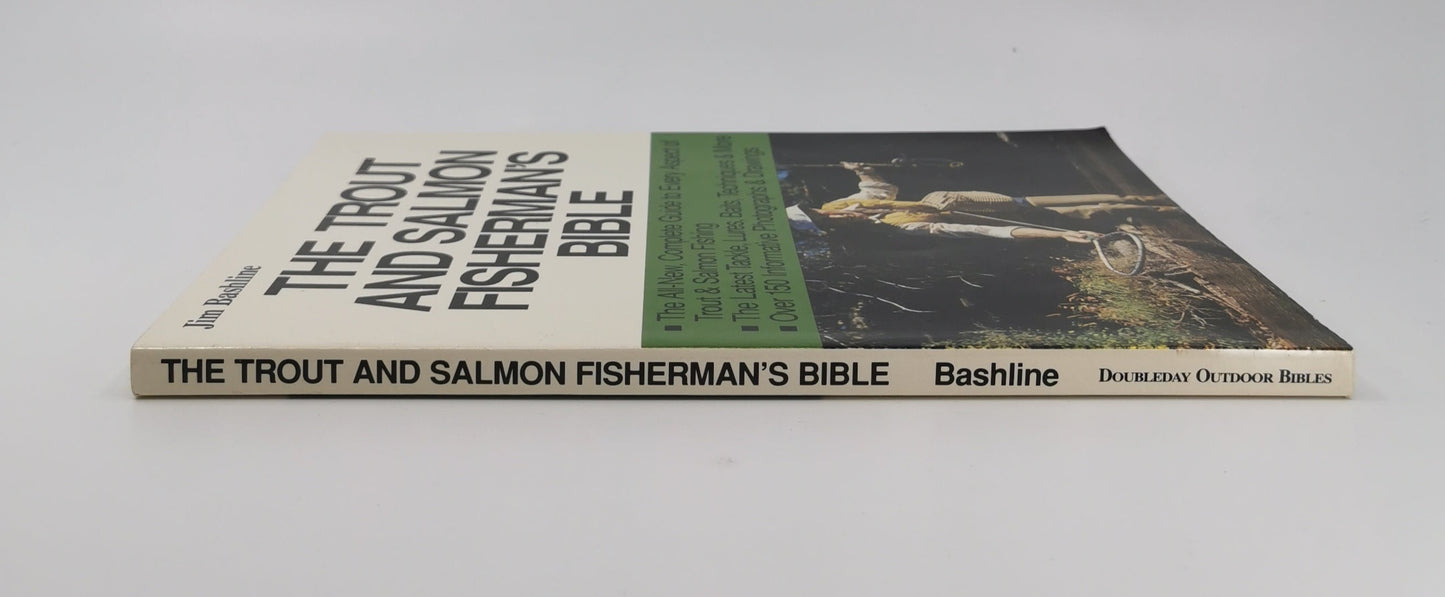 Jim Bashline
THE TROUT
AND SALMON
FISHERMAN'S
BIBLE
■ The All-New, Complete Guide to Every Aspect of
Trout & Salmon Fishing
■ The Latest Tackle, Lures, Baits, Techniques & More
■ Over 150 Informative Photographs & Drawings
THE TROUT AND SALMON FISHERMAN'S BIBLE Bashline DOUBLEDAY OUTDOOR BIBLES